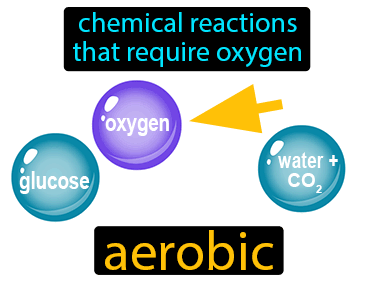 chemical reactions
that require oxygen
oxygen
glucose
water +
CO₂
aerobic